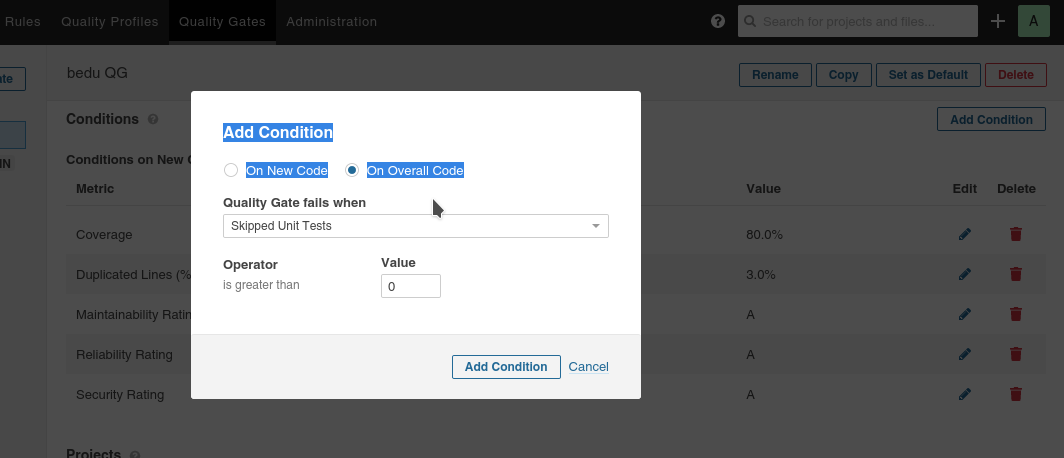 Rules Quality Profiles Quality Gates Administration ? Search for projects and files... A
bedu QG Rename Copy Set as Default Delete
Conditions ? Add Condition
Conditions on New
Metric Value Edit Delete
Coverage 80.0%
Duplicated Lines (% 3.0%
Maintainability A
Reliability Rating A
Security Rating A
Projects
Add Condition
On New Code On Overall Code
Quality Gate fails when
Skipped Unit Tests
Operator Value
is greater than 0
Add Condition Cancel